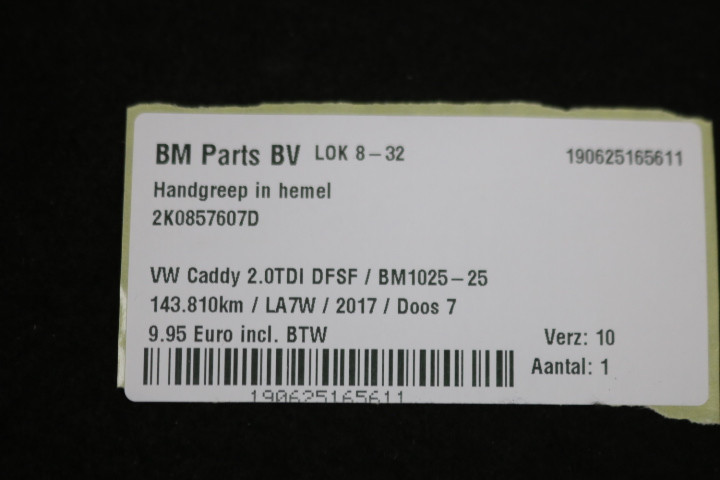 BM Parts BV LOK 8-32 190625165611
Handgreep in hemel
2K0857607D
VW Caddy 2.0TDI DFSF / BM1025-25
143.810km / LA7W / 2017 / Doos 7
9.95 Euro incl. BTW Verz: 10
Aantal: 1
190625165611